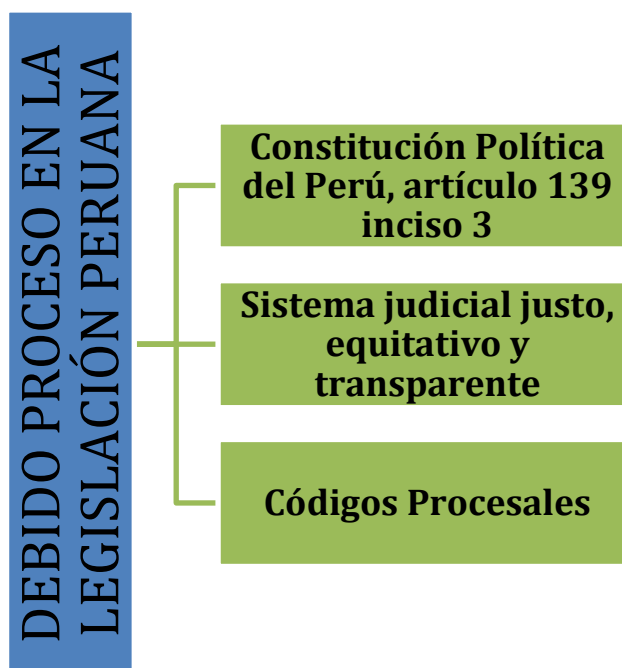 DEBIDO PROCESO EN LA
LEGISLACIÓN PERUANA
Constitución Política
del Perú, artículo 139
inciso 3
Sistema judicial justo,
equitativo y
transparente
Códigos Procesales